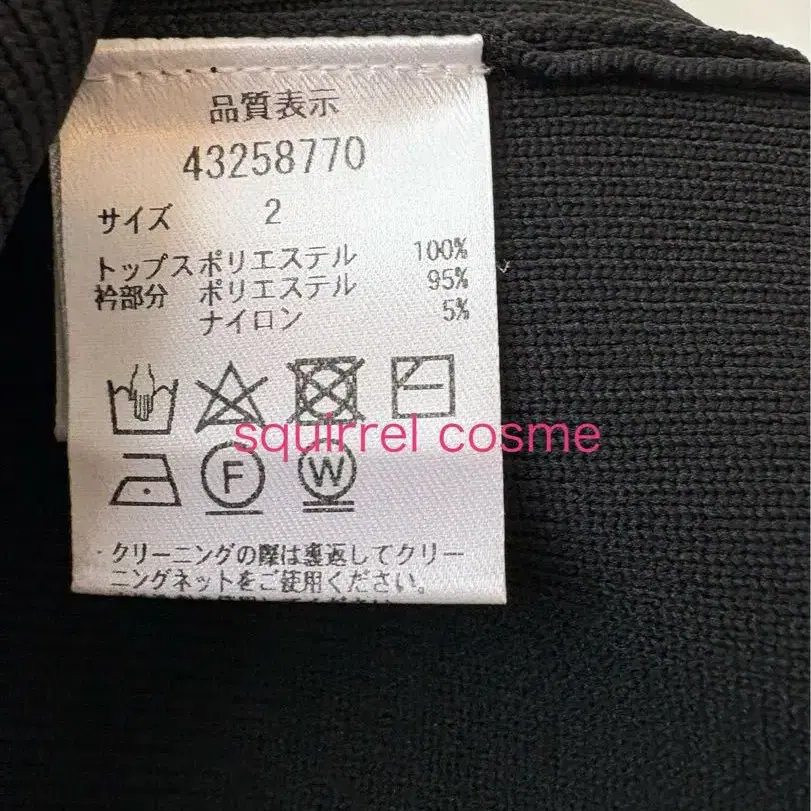 品質表示
43258770
サイズ 2
トップス ポリエステル 100%
衿部分 ポリエステル 95%
ナイロン 5%
squirrel cosme
F W
・クリーニングの際は裏返してクリー
ニングネットをご使用ください。